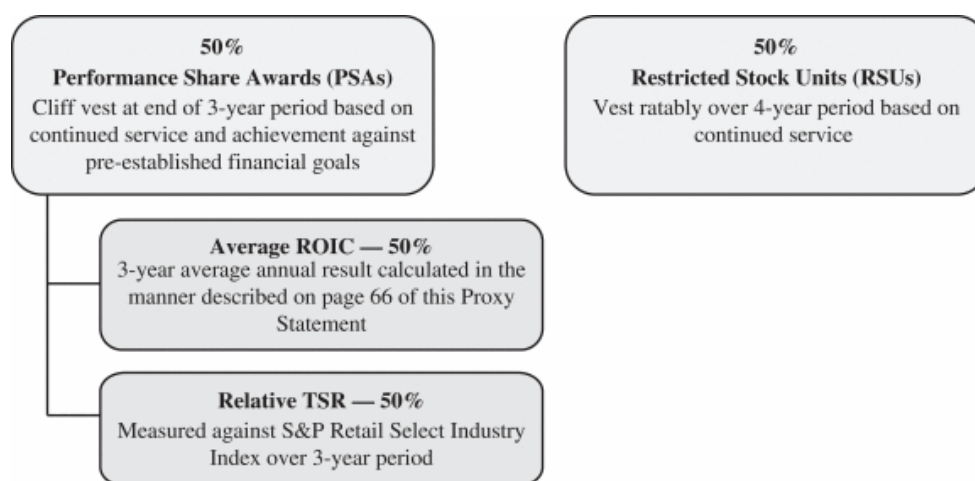 50%
Performance Share Awards (PSAs)
Cliff vest at end of 3-year period based on
continued service and achievement against
pre-established financial goals
50%
Restricted Stock Units (RSUs)
Vest ratably over 4-year period based on
continued service
Average ROIC — 50%
3-year average annual result calculated in the
manner described on page 66 of this Proxy
Statement
Relative TSR — 50%
Measured against S&P Retail Select Industry
Index over 3-year period